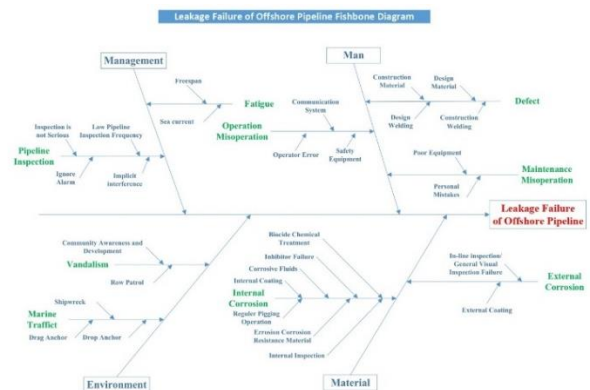 Leakage Failure of Offshore Pipeline Fishbone Diagram
Management
Man
Freespan
Sea current
Fatigue
Construction
Material
Design
Material
Defect
Design
Welding
Construction
Welding
Communication
System
Operation
Misoperation
Operator Error
Safety
Equipment
Inspection is
not Serious
Low Pipeline
Inspection Frequency
Pipeline
Inspection
Ignore
Alarm
Implicit
interference
Poor Equipment
Maintenance
Misoperation
Personal
Mistakes
Leakage Failure
of Offshore Pipeline
Community Awareness and
Development
Vandalism
Row Patrol
Shipwreck
Marine
Traffict
Drag Anchor
Drop Anchor
Biocide Chemical
Treatment
Inhibitor Failure
Corrosive Fluids
Internal Coating
Internal
Corrosion
Reguler Pigging
Operation
Errosion Corrosion
Resistance Material
Internal Inspection
In-line inspection/
General Visual
Inspection Failure
External
Corrosion
External Coating
Environment
Material